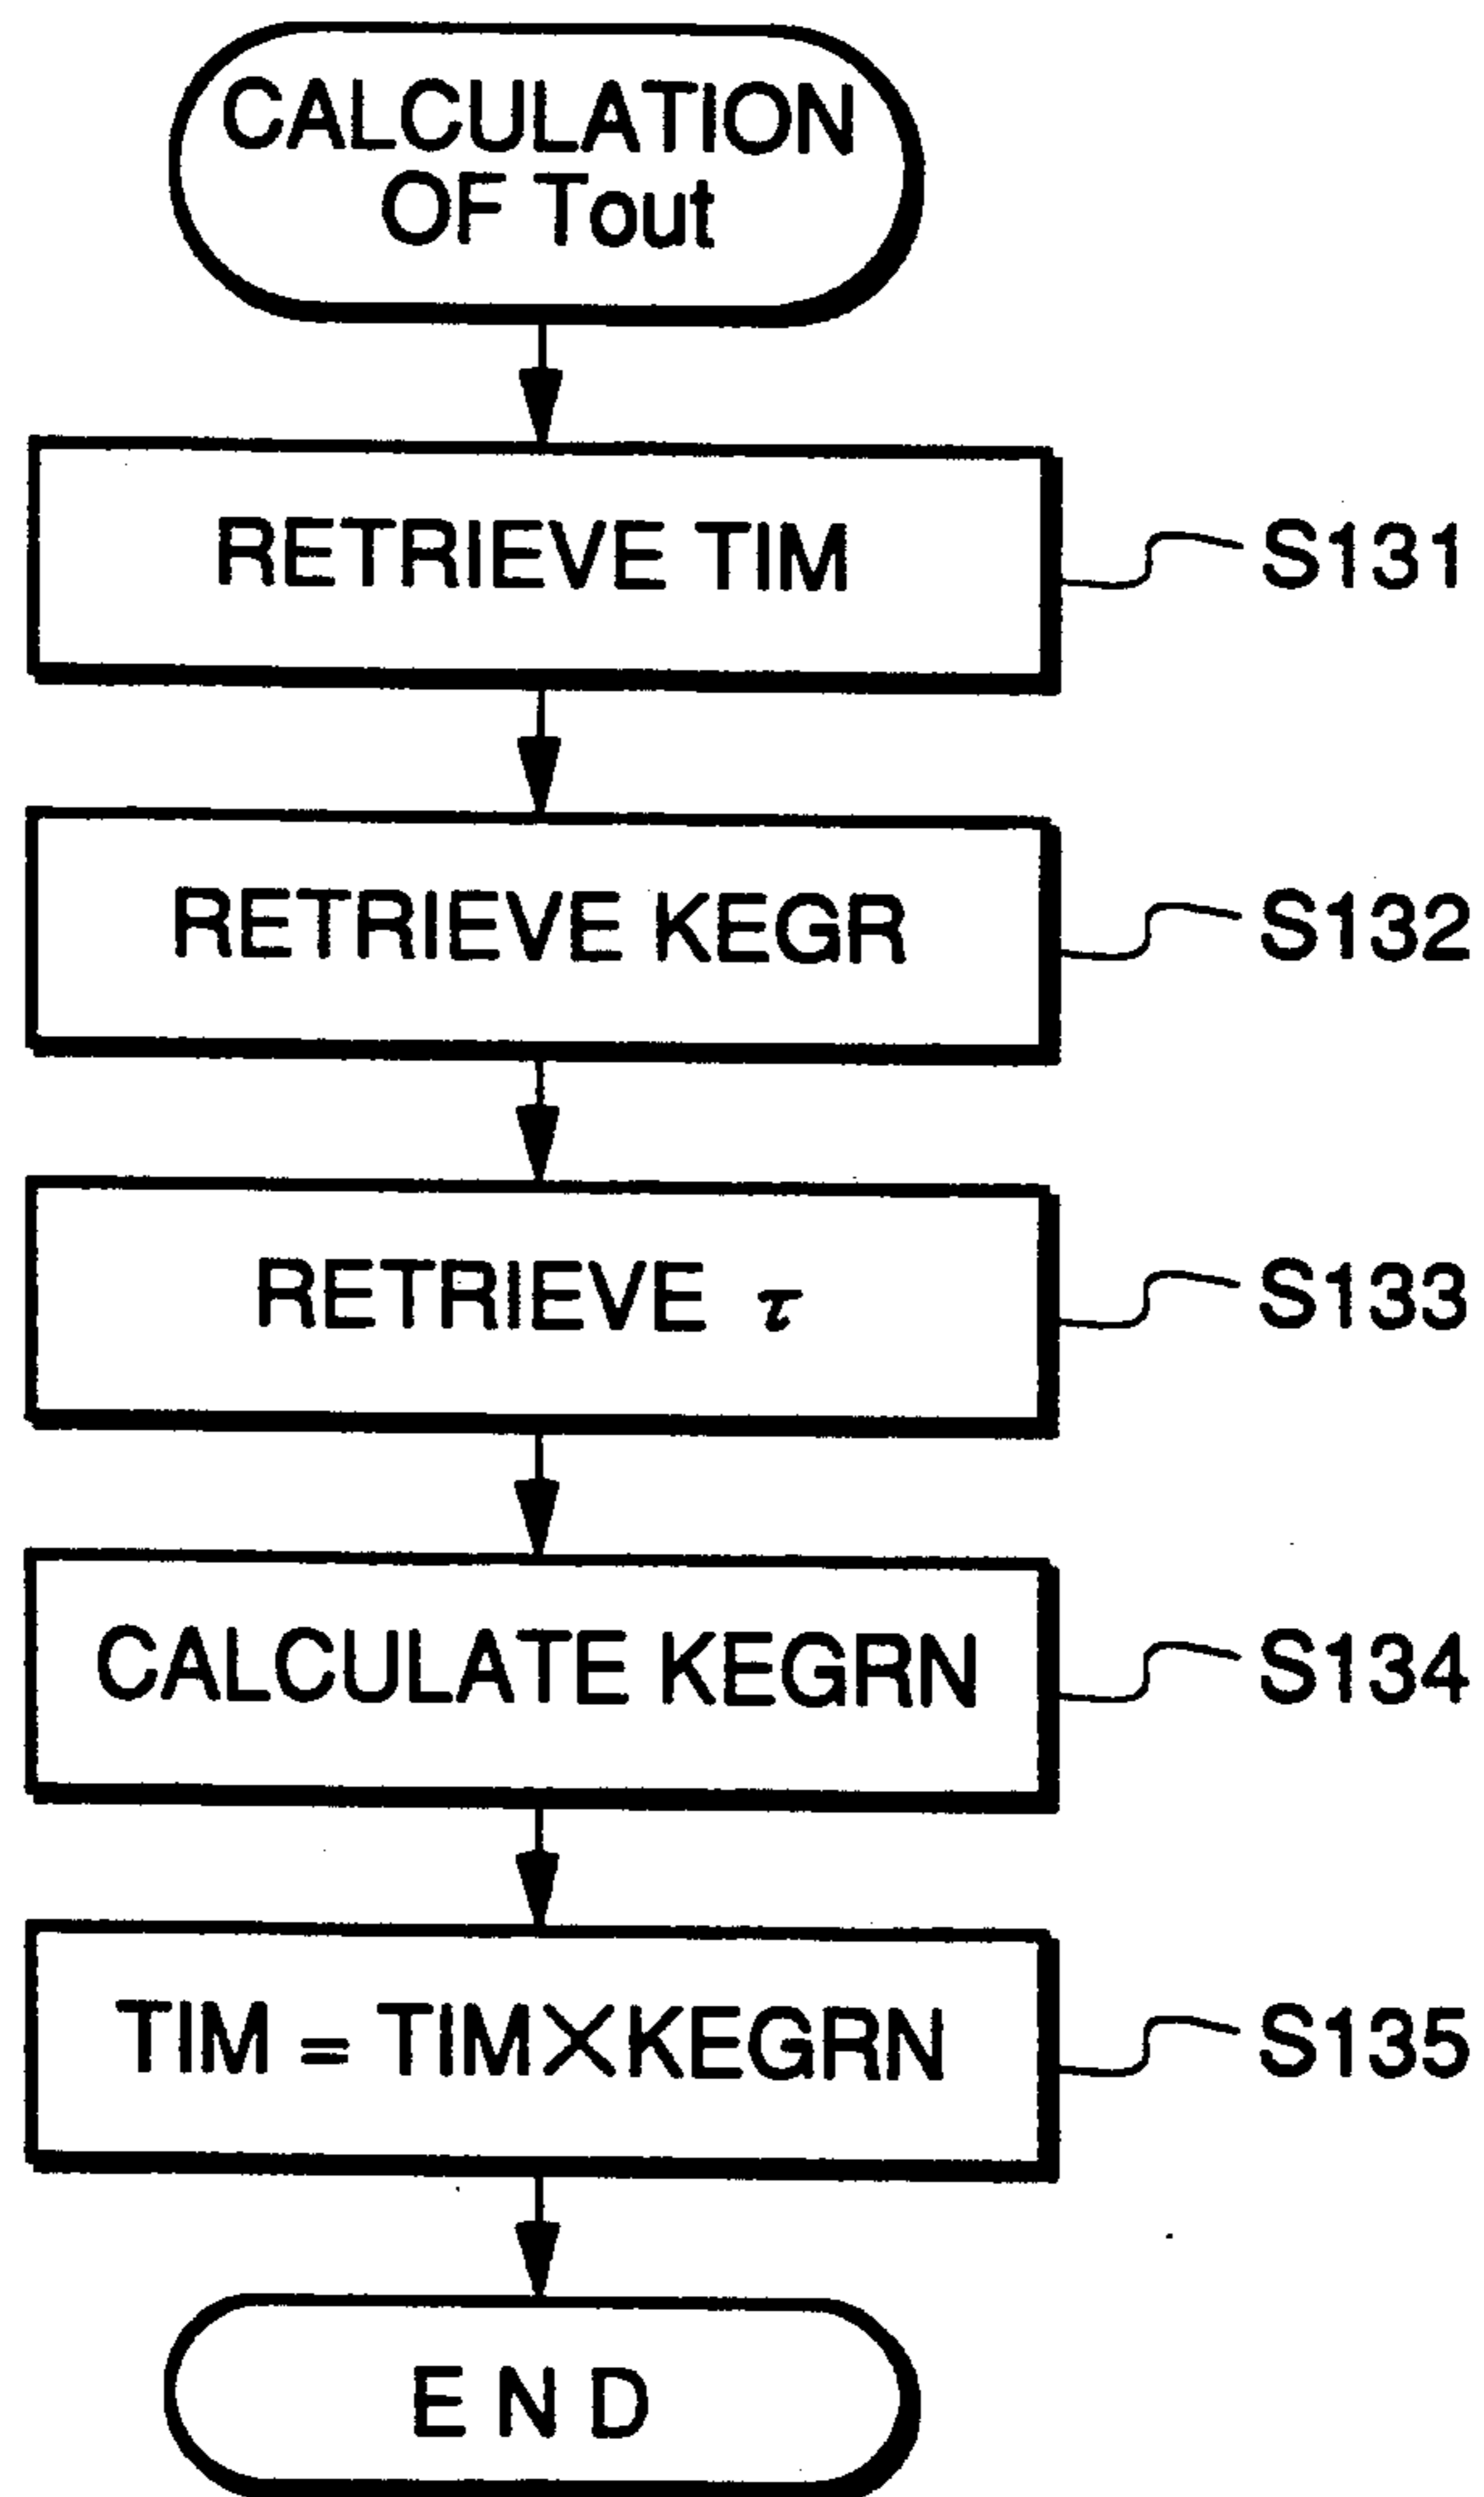 CALCULATION
OF Tout
RETRIEVE TIM
S131
RETRIEVE KEGR
S132
RETRIEVE τ
S133
CALCULATE KEGRN
S134
TIM = TIM X KEGRN
S135
END